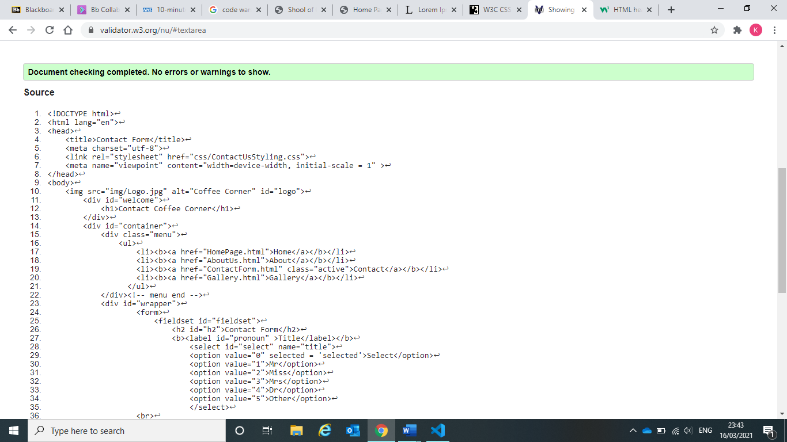 Blackboa
Bb Collab
10-minut
code war
Shool of
Home Pa
Lorem Ip
W3C CSS
Showing
HTML ho
validator.w3.org/nu/#textarea
K
Document checking completed. No errors or warnings to show.
Source
1. <!DOCTYPE html>↩
2. <html lang="en">↩
3. <head>↩
4. <title>Contact Form</title>↩
5. <meta charset="utf-8">↩
6. <link rel="stylesheet" href="css/ContactUsStyling.css">↩
7. <meta name="viewport" content="width=device-width, initial-scale = 1" >↩
8. </head>↩
9. <body>↩
10. <img src="img/Logo.jpg" alt="Coffee Corner" id="logo">↩
11. <div id="welcome">↩
12. <h1>Contact Coffee Corner</h1>↩
13. </div>↩
14. <div id="container">↩
15. <div class="menu">↩
16. <ul>↩
17. <li><b><a href="HomePage.html">Home</a></b></li>↩
18. <li><b><a href="AboutUs.html">About</a></b></li>↩
19. <li><b><a href="ContactForm.html" class="active">Contact</a></b></li>↩
20. <li><b><a href="Gallery.html">Gallery</a></b></li>↩
21. </ul>↩
22. </div><!-- menu end -->↩
23. <div id="wrapper">↩
24. <form>↩
25. <fieldset id="fieldset">↩
26. <h2 id="h2">Contact Form</h2>↩
27. <b><label id="pronoun" >Title</label></b>↩
28. <select id="select" name="title">↩
29. <option value="0" selected = 'selected'>Select</option>↩
30. <option value="1">Mr</option>↩
31. <option value="2">Miss</option>↩
32. <option value="3">Mrs</option>↩
33. <option value="4">Dr</option>↩
34. <option value="5">Other</option>↩
35. </select>↩
36. <br>↩
Type here to search
ENG
23:43
16/03/2021